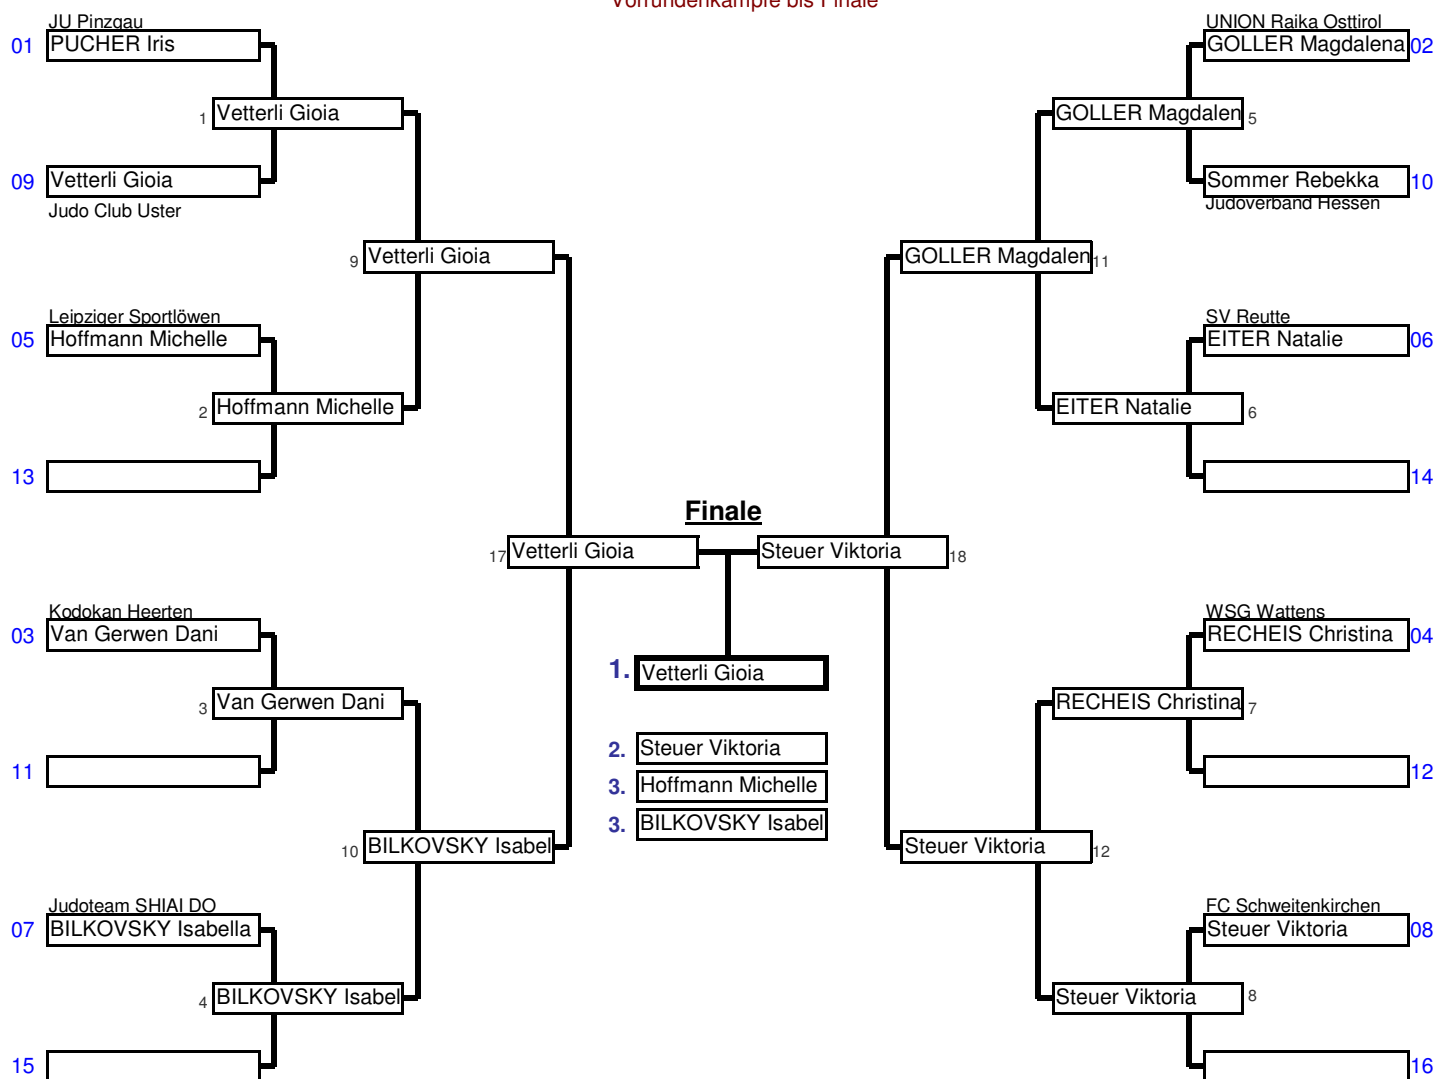 Vorrundenkämpfe bis Finale
JU Pinzgau
01 PUCHER Iris
1 Vetterli Gioia
09 Vetterli Gioia
Judo Club Uster
9 Vetterli Gioia
Leipziger Sportlöwen
05 Hoffmann Michelle
2 Hoffmann Michelle
13
17 Vetterli Gioia
Kodokan Heerten
03 Van Gerwen Dani
3 Van Gerwen Dani
11
10 BILKOVSKY Isabel
Judoteam SHIAI DO
07 BILKOVSKY Isabella
4 BILKOVSKY Isabel
15
Finale
1. Vetterli Gioia
2. Steuer Viktoria
3. Hoffmann Michelle
3. BILKOVSKY Isabel
UNION Raika Osttirol
GOLLER Magdalena 02
GOLLER Magdalen 5
Sommer Rebekka 10
Judoverband Hessen
GOLLER Magdalen 11
SV Reutte
EITER Natalie 06
EITER Natalie 6
14
Steuer Viktoria 18
WSG Wattens
RECHEIS Christina 04
RECHEIS Christina 7
12
Steuer Viktoria 12
FC Schweitenkirchen
Steuer Viktoria 08
Steuer Viktoria 8
16